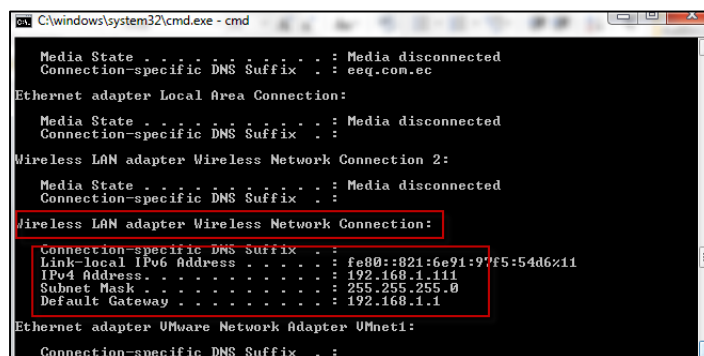 C:\windows\system32\cmd.exe - cmd
Media State . . . . . . . . . . . : Media disconnected
Connection-specific DNS Suffix  . : eeq.com.ec
Ethernet adapter Local Area Connection:
Media State . . . . . . . . . . . : Media disconnected
Connection-specific DNS Suffix  . :
Wireless LAN adapter Wireless Network Connection 2:
Media State . . . . . . . . . . . : Media disconnected
Connection-specific DNS Suffix  . :
Wireless LAN adapter Wireless Network Connection:
Connection-specific DNS Suffix  . :
Link-local IPv6 Address . . . . . : fe80::821:6e91:97f5:54d6%11
IPv4 Address. . . . . . . . . . . : 192.168.1.111
Subnet Mask . . . . . . . . . . . : 255.255.255.0
Default Gateway . . . . . . . . . : 192.168.1.1
Ethernet adapter VMware Network Adapter VMnet1:
Connection-specific DNS Suffix  . :